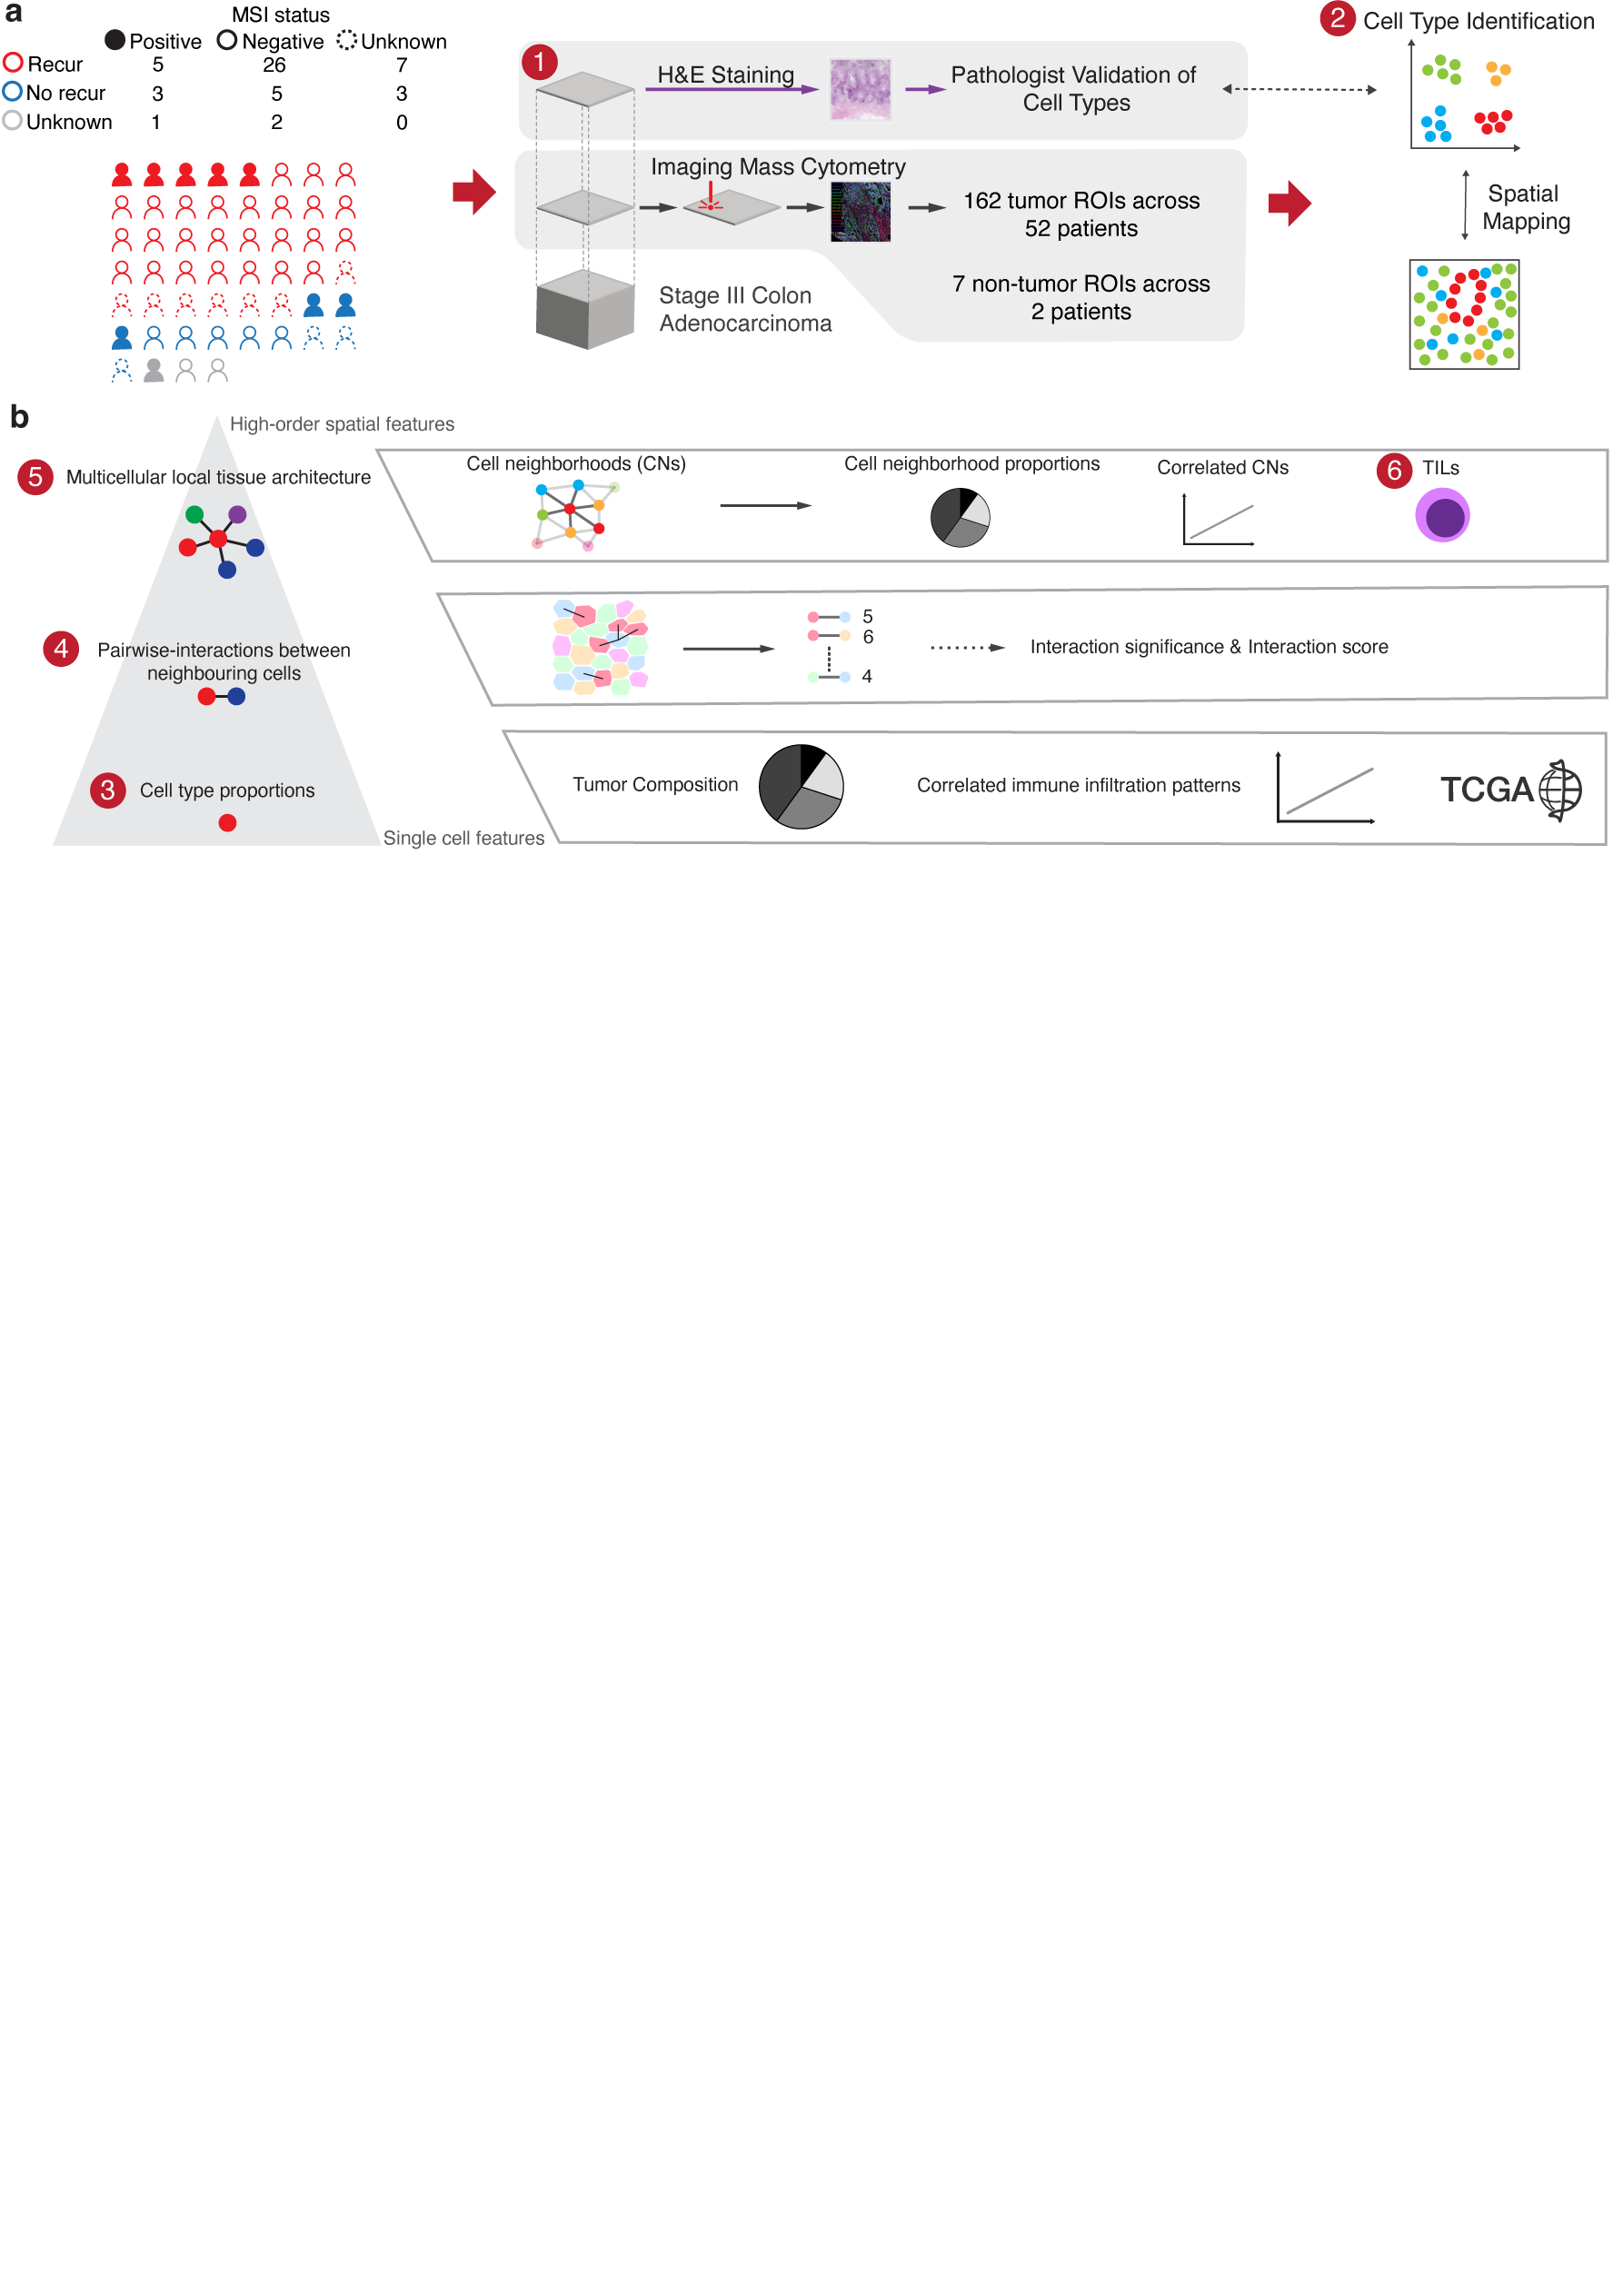 a
MSI status
Positive Negative Unknown
Recur 5 26 7
No recur 3 5 3
Unknown 1 2 0
1
H&E Staining
Pathologist Validation of
Cell Types
Imaging Mass Cytometry
162 tumor ROIs across
52 patients
7 non-tumor ROIs across
2 patients
Stage III Colon
Adenocarcinoma
2 Cell Type Identification
Spatial
Mapping
b
High-order spatial features
5 Multicellular local tissue architecture
Cell neighborhoods (CNs)
Cell neighborhood proportions
Correlated CNs
6 TILs
4 Pairwise-interactions between
neighbouring cells
5
6
4
Interaction significance & Interaction score
3 Cell type proportions
Single cell features
Tumor Composition
Correlated immune infiltration patterns
TCGA